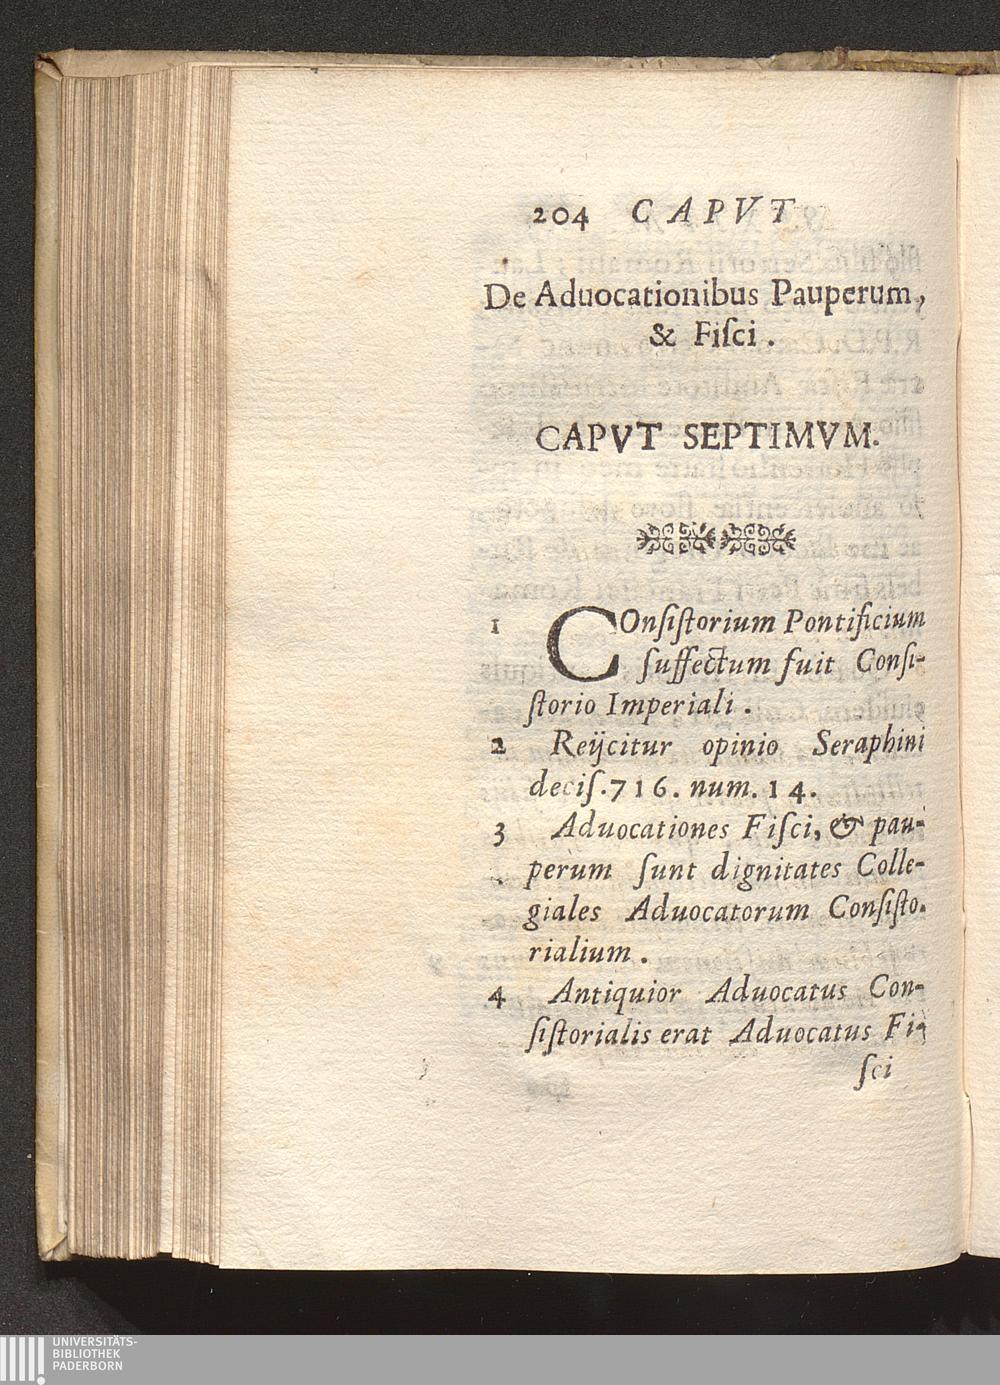 204 CAPVT
De Aduocationibus Pauperum,
& Fiſci.
CAPVT SEPTIMVM.
1 COnſiſtorium Pontificium
ſuffectum fuit Conſi-
ſtorio Imperiali.
2 Reijcitur opinio Seraphini
deciſ.716. num.14.
3 Aduocationes Fiſci, & pau-
perum ſunt dignitates Colle-
giales Aduocatorum Conſiſto-
rialium.
4 Antiquior Aduocatus Con-
ſiſtorialis erat Aduocatus Fi-
ſci
UNIVERSITÄTS-
BIBLIOTHEK
PADERBORN